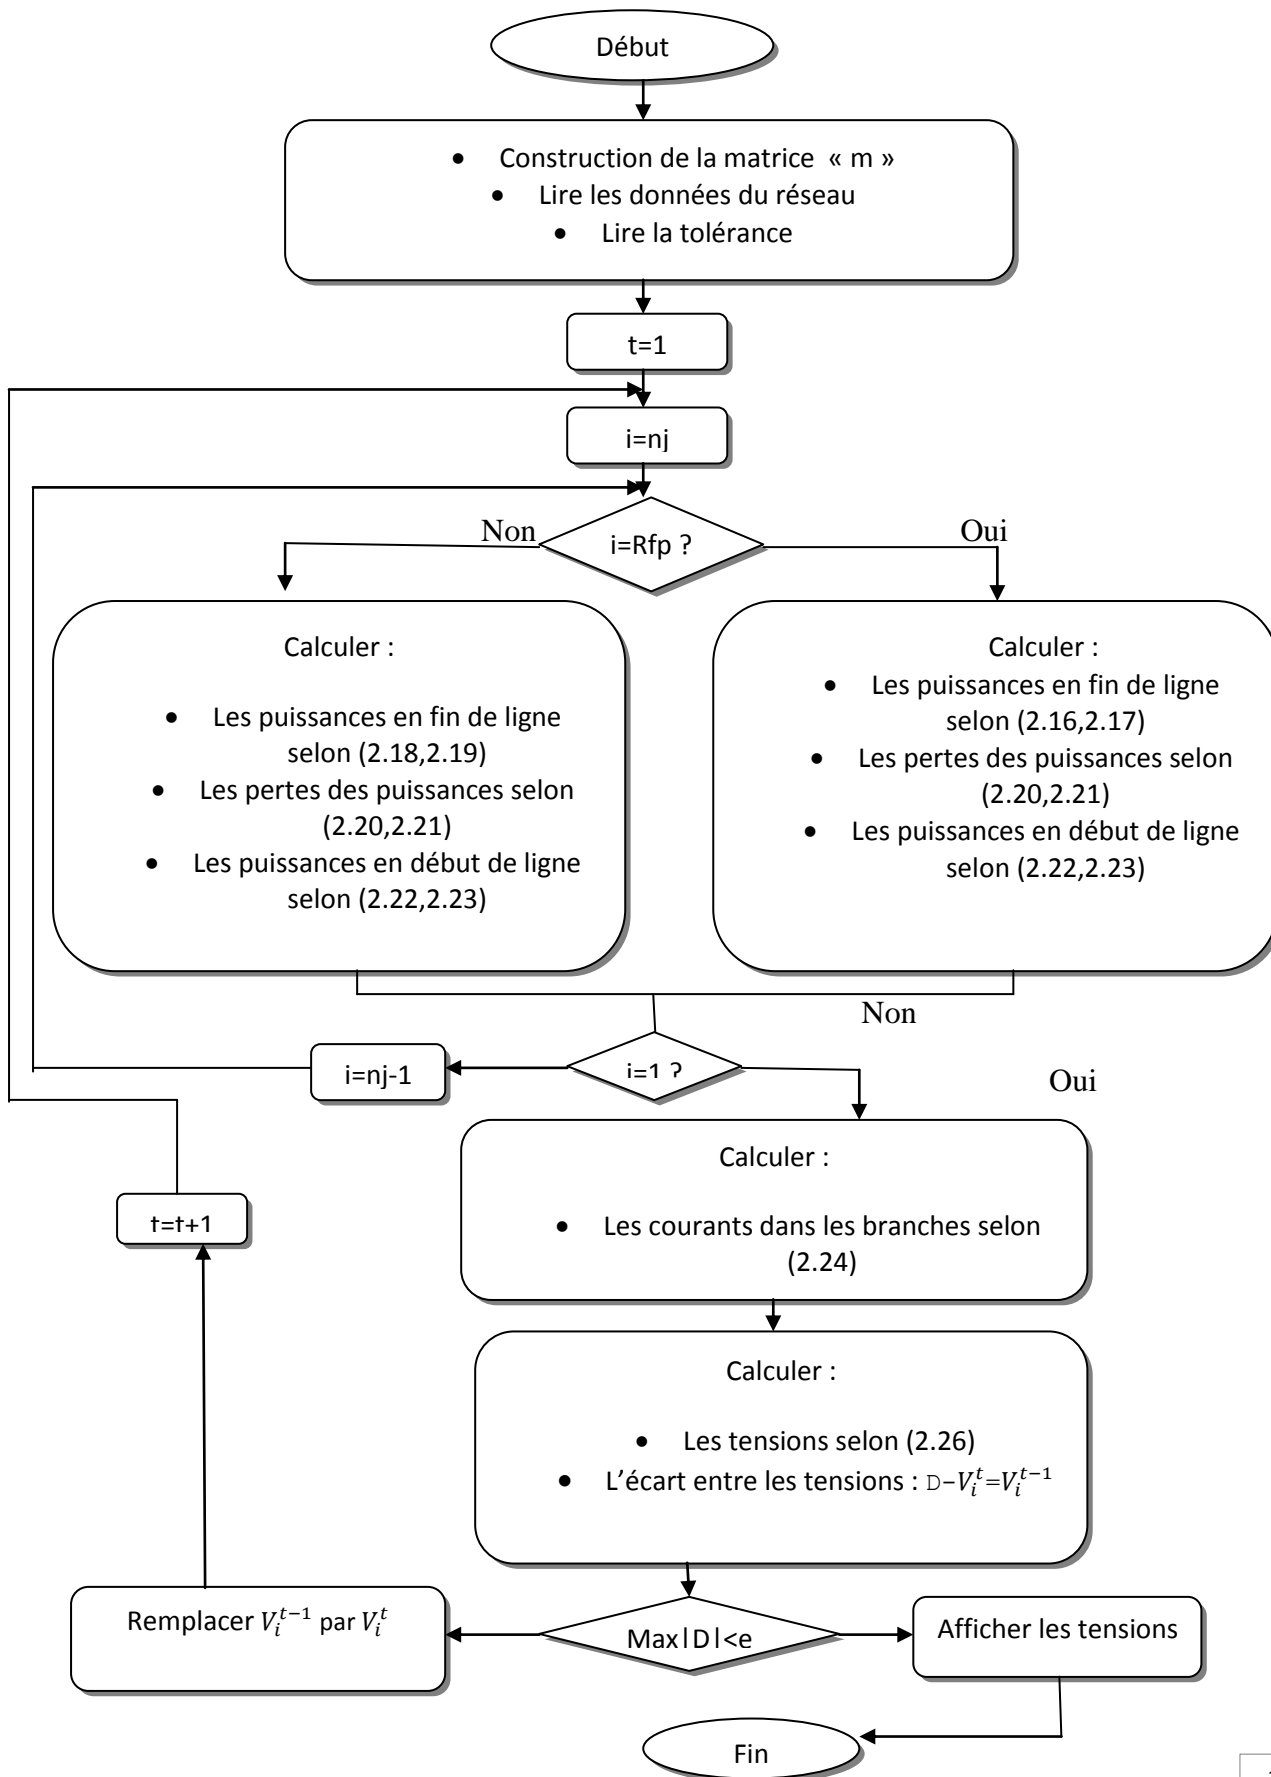 Début
• Construction de la matrice « m »
• Lire les données du réseau
• Lire la tolérance
t=1
i=nj
Non
i=Rfp ?
Oui
Calculer :
• Les puissances en fin de ligne
selon (2.18,2.19)
• Les pertes des puissances selon
(2.20,2.21)
• Les puissances en début de ligne
selon (2.22,2.23)
Calculer :
• Les puissances en fin de ligne
selon (2.16,2.17)
• Les pertes des puissances selon
(2.20,2.21)
• Les puissances en début de ligne
selon (2.22,2.23)
Non
i=nj-1
i=1 ?
Oui
Calculer :
• Les courants dans les branches selon
(2.24)
t=t+1
Calculer :
• Les tensions selon (2.26)
• L'écart entre les tensions : D−$V_i^t$=$V_i^{t-1}$
Remplacer $V_i^{t-1}$ par $V_i^t$
Max|D|<e
Afficher les tensions
Fin